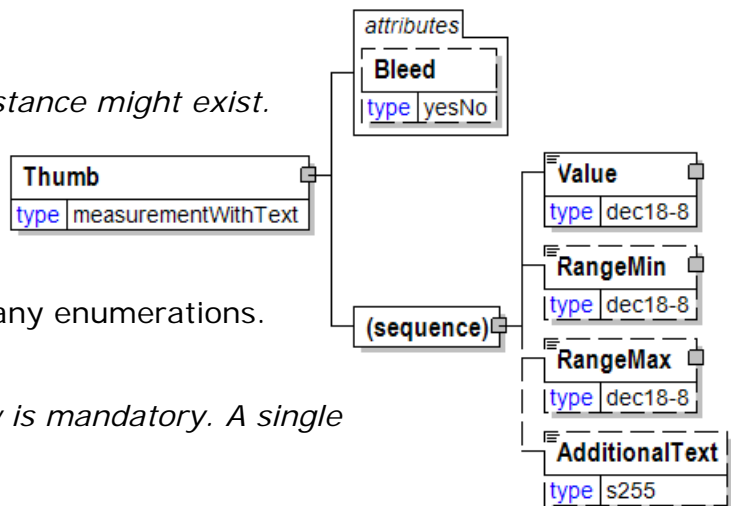 attributes
Bleed
type yesNo
stance might exist.
Thumb
type measurementWithText
Value
type dec18-8
RangeMin
type dec18-8
any enumerations.
(sequence)
RangeMax
type dec18-8
is mandatory. A single
AdditionalText
type s255